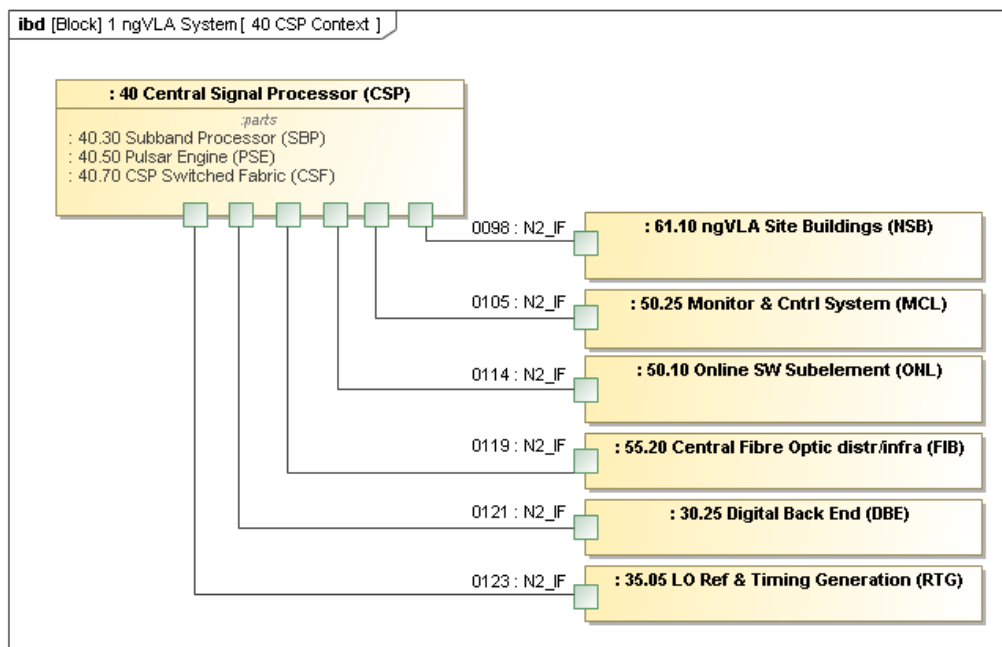 ibd [Block] 1 ngVLA System [ 40 CSP Context ]
: 40 Central Signal Processor (CSP)
:parts
: 40.30 Subband Processor (SBP)
: 40.50 Pulsar Engine (PSE)
: 40.70 CSP Switched Fabric (CSF)
0098 : N2_IF
: 61.10 ngVLA Site Buildings (NSB)
0105 : N2_IF
: 50.25 Monitor & Cntrl System (MCL)
0114 : N2_IF
: 50.10 Online SW Subelement (ONL)
0119 : N2_IF
: 55.20 Central Fibre Optic distr/infra (FIB)
0121 : N2_IF
: 30.25 Digital Back End (DBE)
0123 : N2_IF
: 35.05 LO Ref & Timing Generation (RTG)